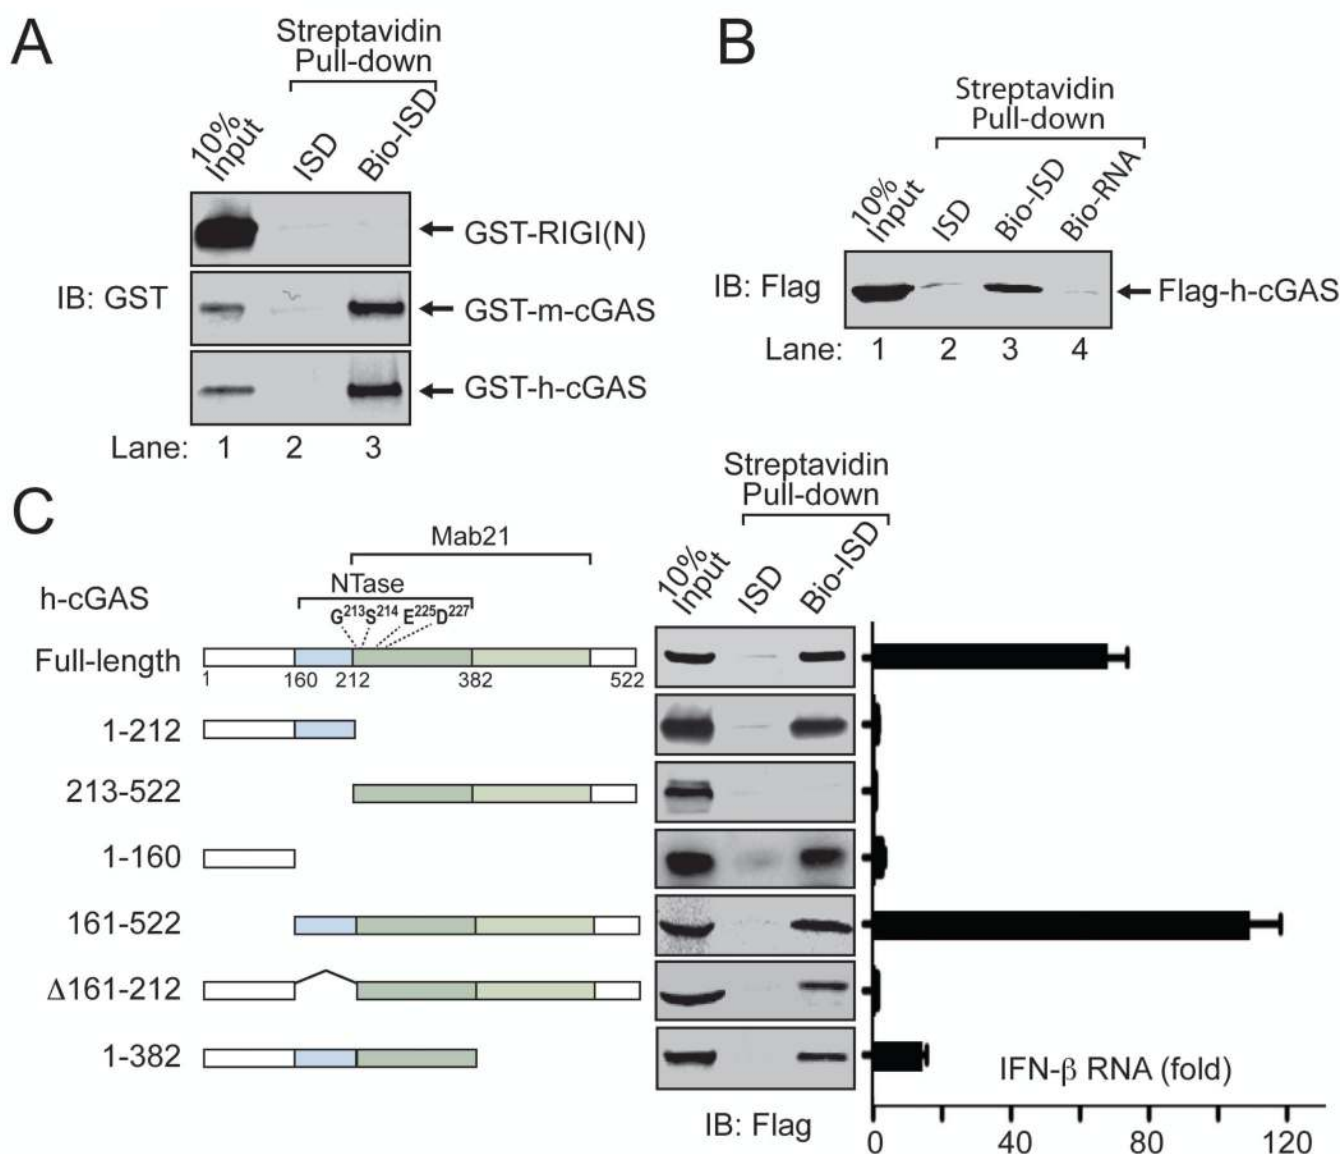 A
Streptavidin
Pull-down
10%
Input
ISD
Bio-ISD
IB: GST
GST-RIGI(N)
GST-m-cGAS
GST-h-cGAS
Lane: 1 2 3
B
Streptavidin
Pull-down
10%
Input
ISD
Bio-ISD
Bio-RNA
IB: Flag
Flag-h-cGAS
Lane: 1 2 3 4
C
Mab21
NTase
h-cGAS
G²¹³S²¹⁴ E²²⁵D²²⁷
Full-length
1 160 212 382 522
1-212
213-522
1-160
161-522
Δ161-212
1-382
Streptavidin
Pull-down
10%
Input
ISD
Bio-ISD
IB: Flag
IFN-β RNA (fold)
0 40 80 120